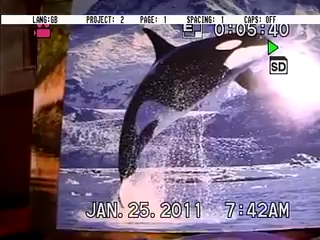 LANG:GB PROJECT: 2 PAGE: 1 SPACING: 1 CAPS: OFF
0:05:40
SD
JAN. 25. 2011 7:42AM